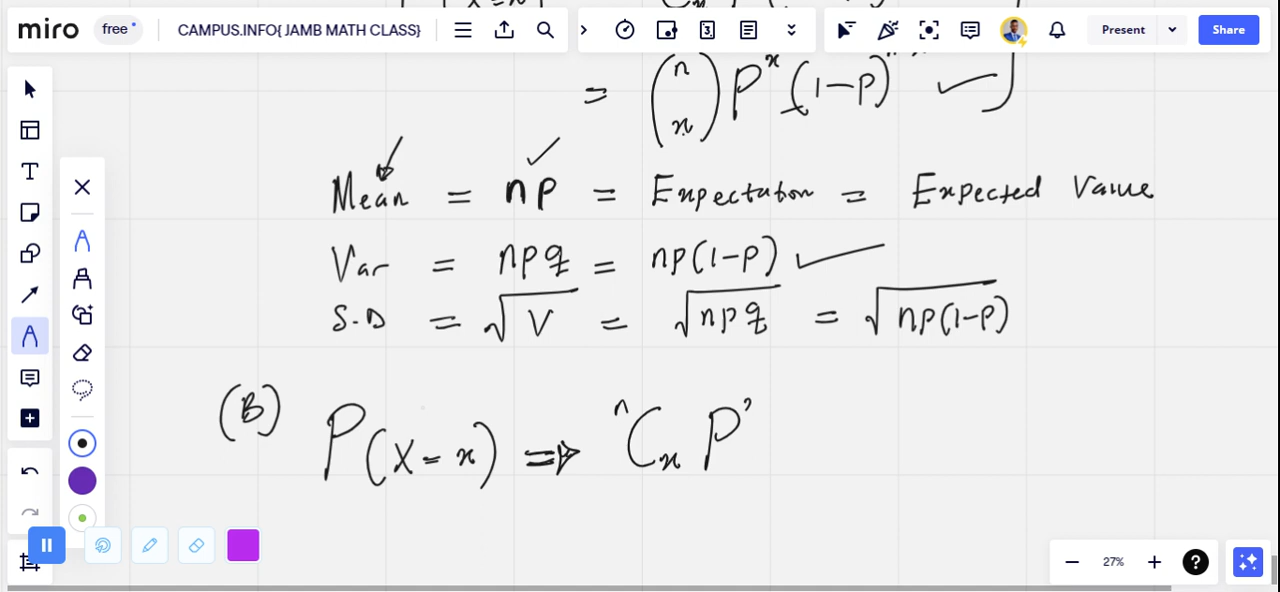 P(X=x) Cx
miro free CAMPUS.INFO{ JAMB MATH CLASS} Present Share
= (n x) P^x (1-p)^n-x
Mean = np = Expectation = Expected Value
Var = npq = np(1-p)
S.D = √V = √npq = √np(1-p)
(B) P(X=x) ⇒ ⁿCₓ P
27%